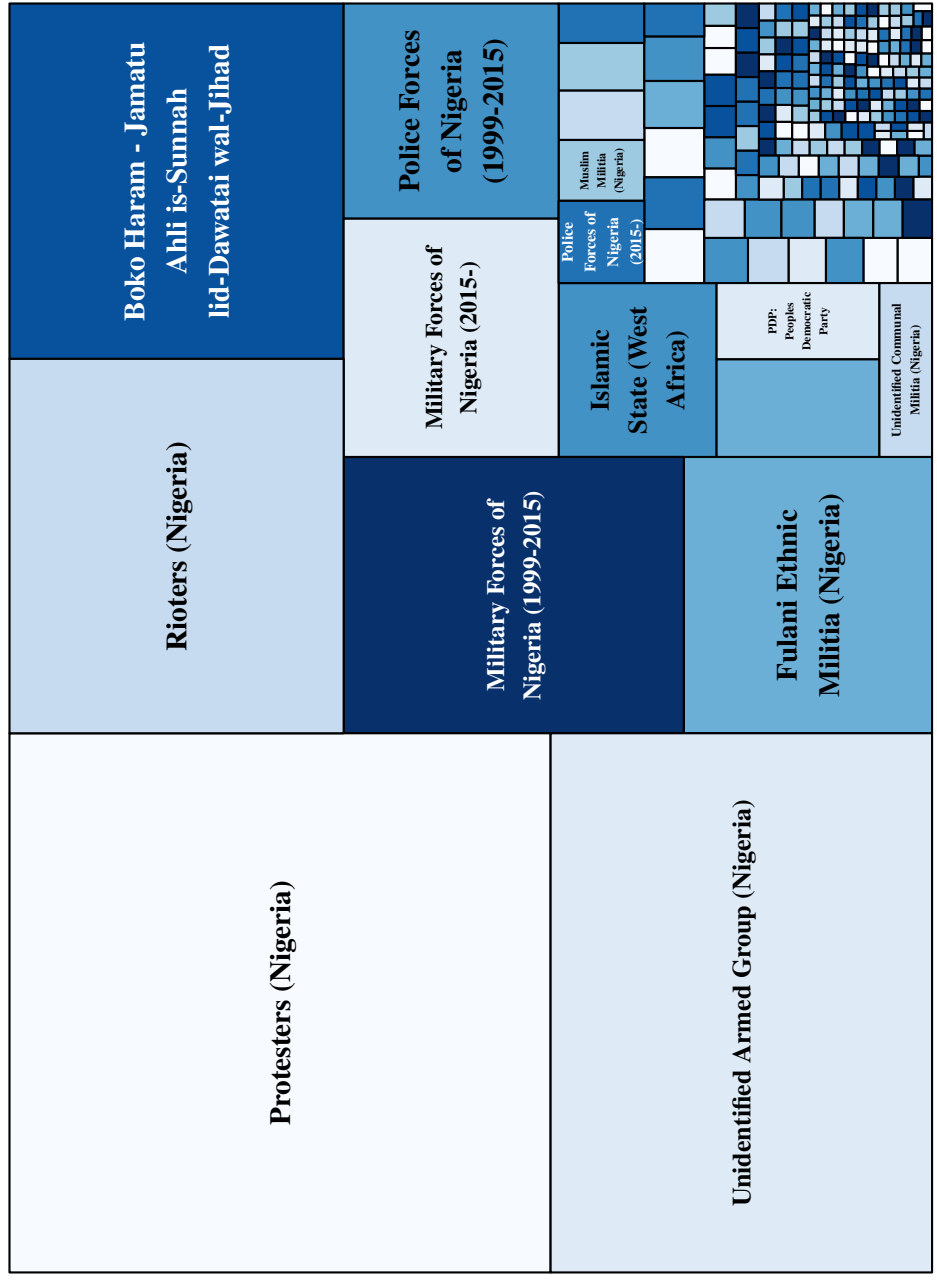 Protesters (Nigeria)
Unidentified Armed Group (Nigeria)
Rioters (Nigeria)
Boko Haram - Jamatu
Ahli is-Sunnah
lid-Dawatai wal-Jihad
Military Forces of
Nigeria (1999-2015)
Fulani Ethnic
Militia (Nigeria)
Military Forces of
Nigeria (2015-)
Police Forces
of Nigeria
(1999-2015)
Islamic
State (West
Africa)
PDP:
Peoples
Democratic
Party
Unidentified Communal
Militia (Nigeria)
Police
Forces of
Nigeria
(2015-)
Muslim
Militia
(Nigeria)